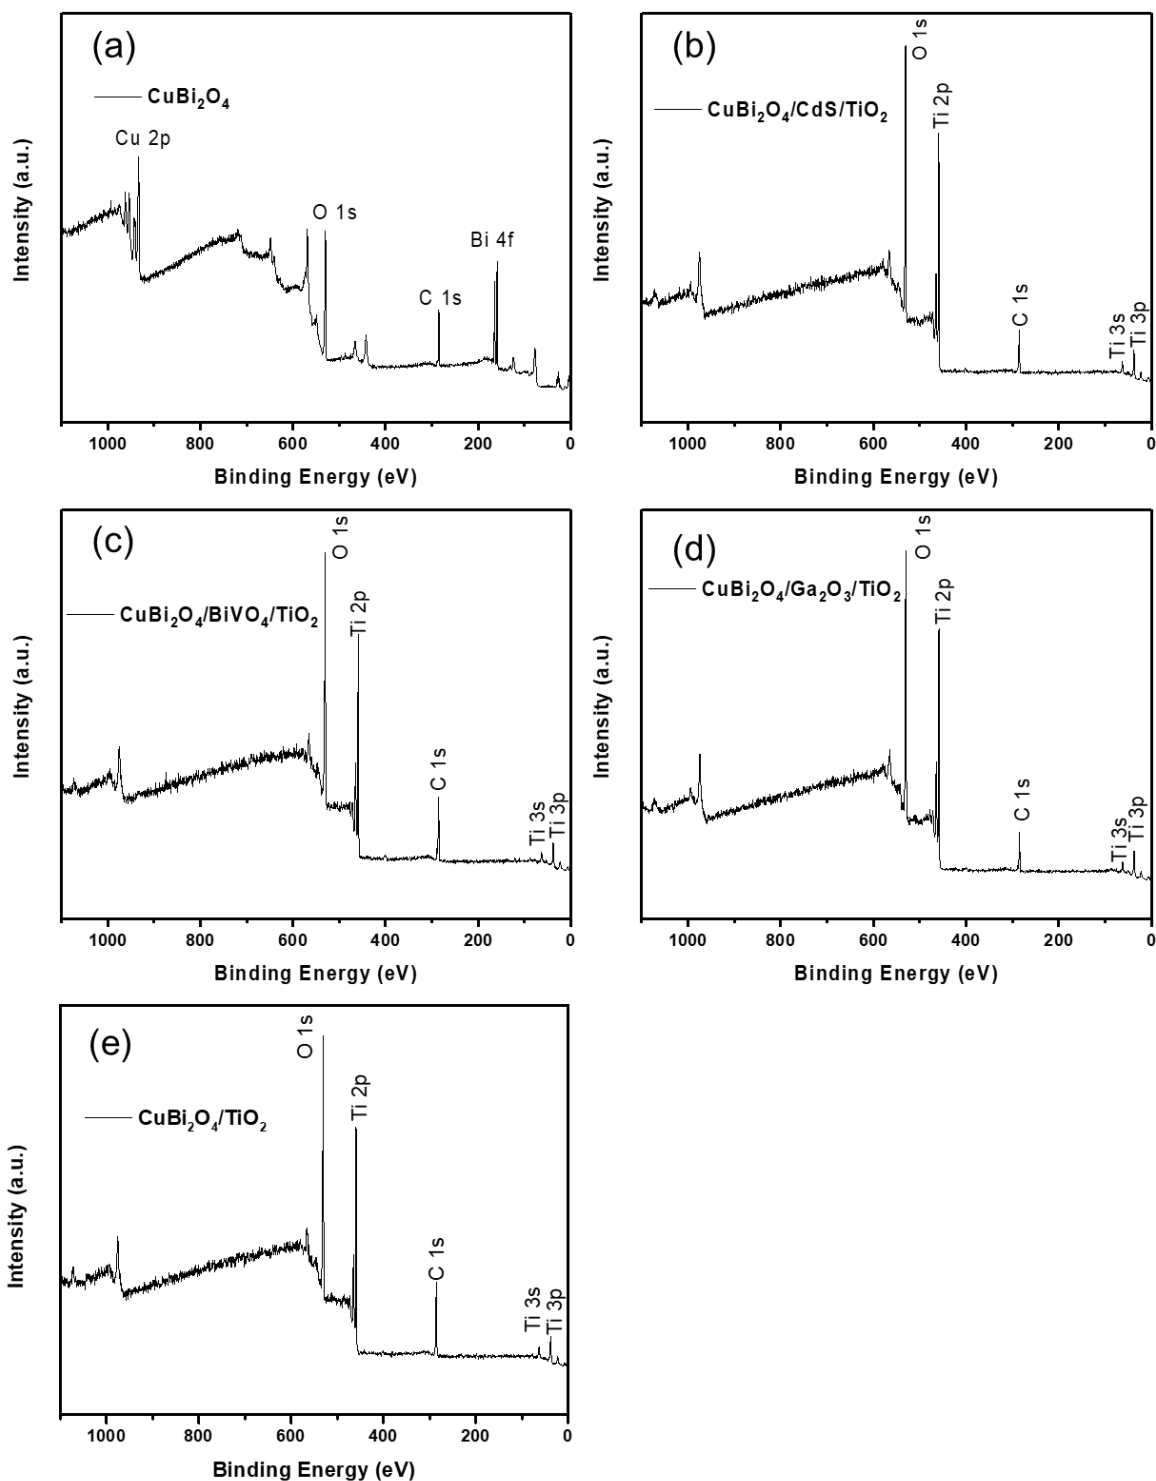 (a)
CuBi₂O₄
Cu 2p
O 1s
C 1s
Bi 4f
Intensity (a.u.)
1000 800 600 400 200 0
Binding Energy (eV)
(b)
CuBi₂O₄/CdS/TiO₂
O 1s
Ti 2p
C 1s
Ti 3s
Ti 3p
Intensity (a.u.)
1000 800 600 400 200 0
Binding Energy (eV)
(c)
CuBi₂O₄/BiVO₄/TiO₂
O 1s
Ti 2p
C 1s
Ti 3s
Ti 3p
Intensity (a.u.)
1000 800 600 400 200 0
Binding Energy (eV)
(d)
CuBi₂O₄/Ga₂O₃/TiO₂
O 1s
Ti 2p
C 1s
Ti 3s
Ti 3p
Intensity (a.u.)
1000 800 600 400 200 0
Binding Energy (eV)
(e)
CuBi₂O₄/TiO₂
O 1s
Ti 2p
C 1s
Ti 3s
Ti 3p
Intensity (a.u.)
1000 800 600 400 200 0
Binding Energy (eV)